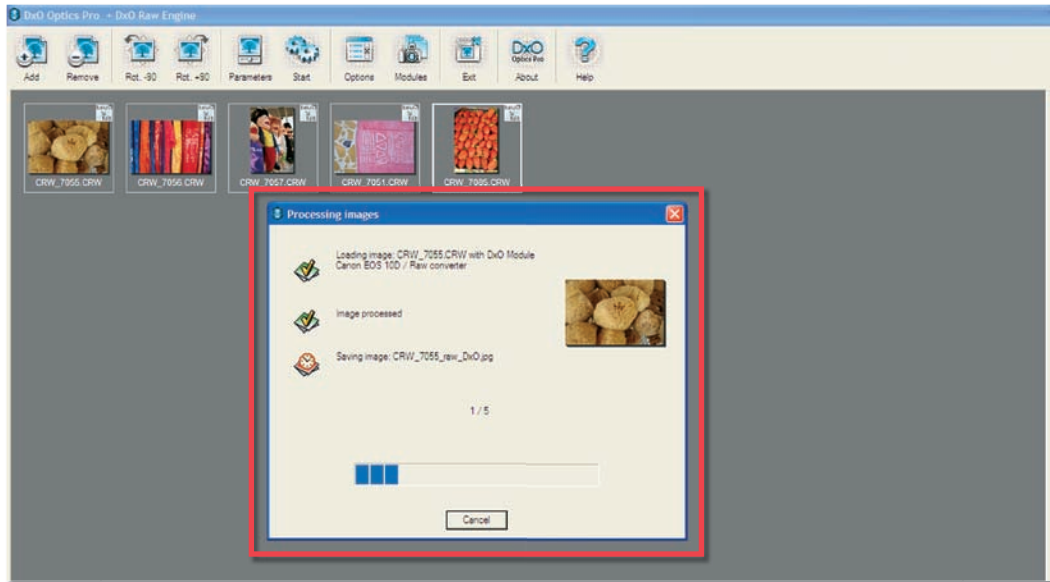 DxO Optics Pro + DxO Raw Engine
Add Remove Rot. -90 Rot. +90 Parameters Start Options Modules Exit About Help
DxO
Optics Pro
CRW_7055.CRW CRW_7056.CRW CRW_7057.CRW CRW_7051.CRW CRW_7085.CRW
Processing images
Loading image: CRW_7055.CRW with DxO Module
Canon EOS 10D / Raw converter
Image processed
Saving image: CRW_7055_raw_DxO.jpg
1 / 5
Cancel